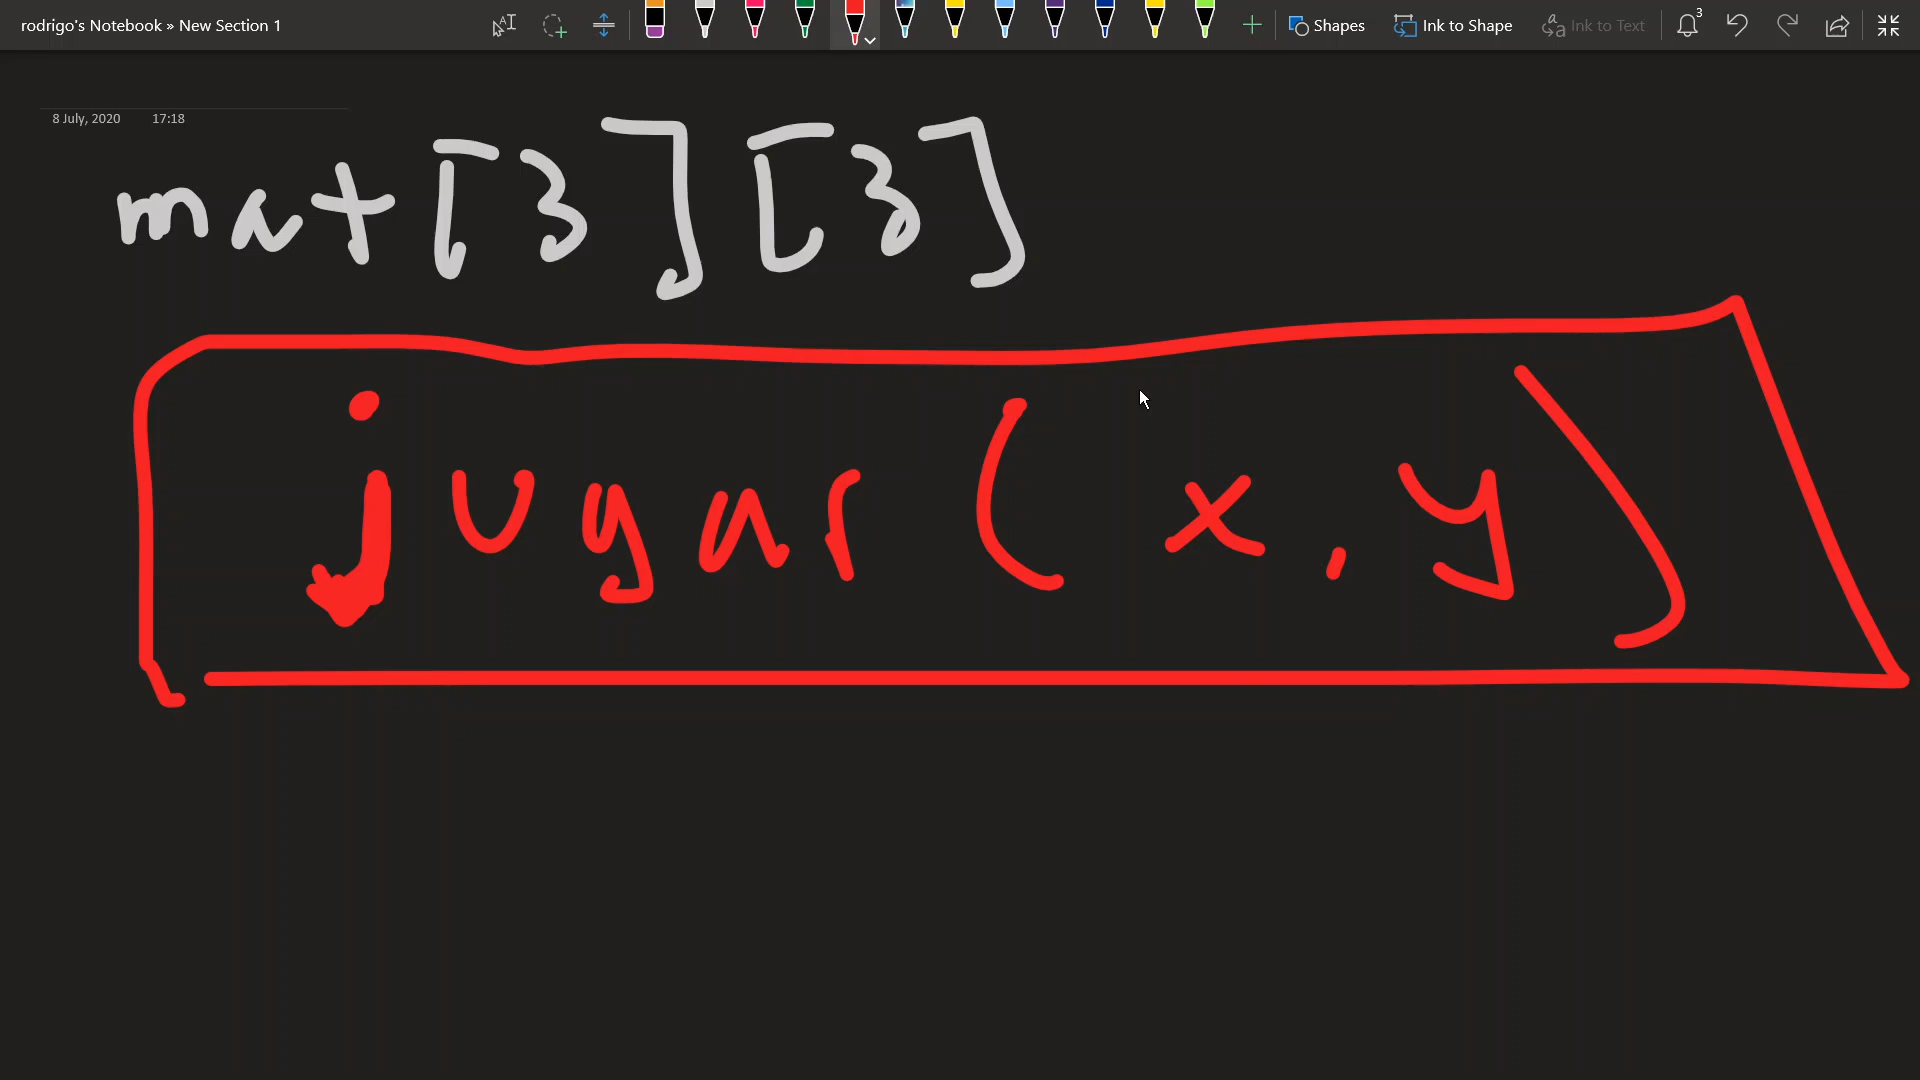 rodrigo's Notebook » New Section 1
3
Shapes
Ink to Shape
Ink to Text
8 July, 2020 17:18
mat[3][3]
jugar(x,y)